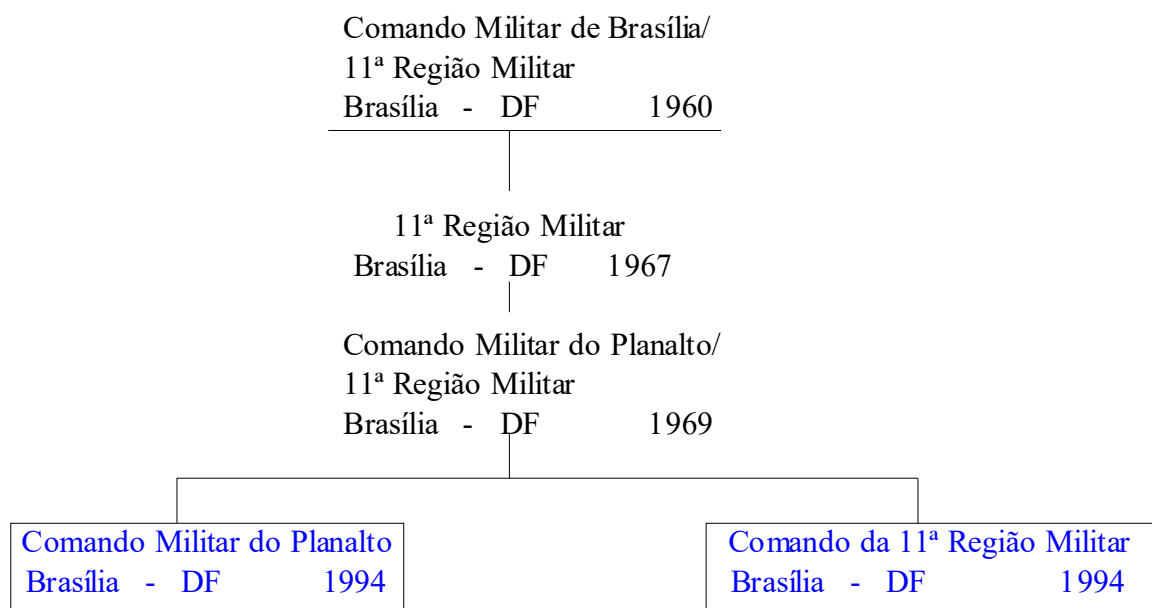 Comando Militar de Brasília/
11ª Região Militar
Brasília - DF 1960
11ª Região Militar
Brasília - DF 1967
Comando Militar do Planalto/
11ª Região Militar
Brasília - DF 1969
Comando Militar do Planalto
Brasília - DF 1994
Comando da 11ª Região Militar
Brasília - DF 1994